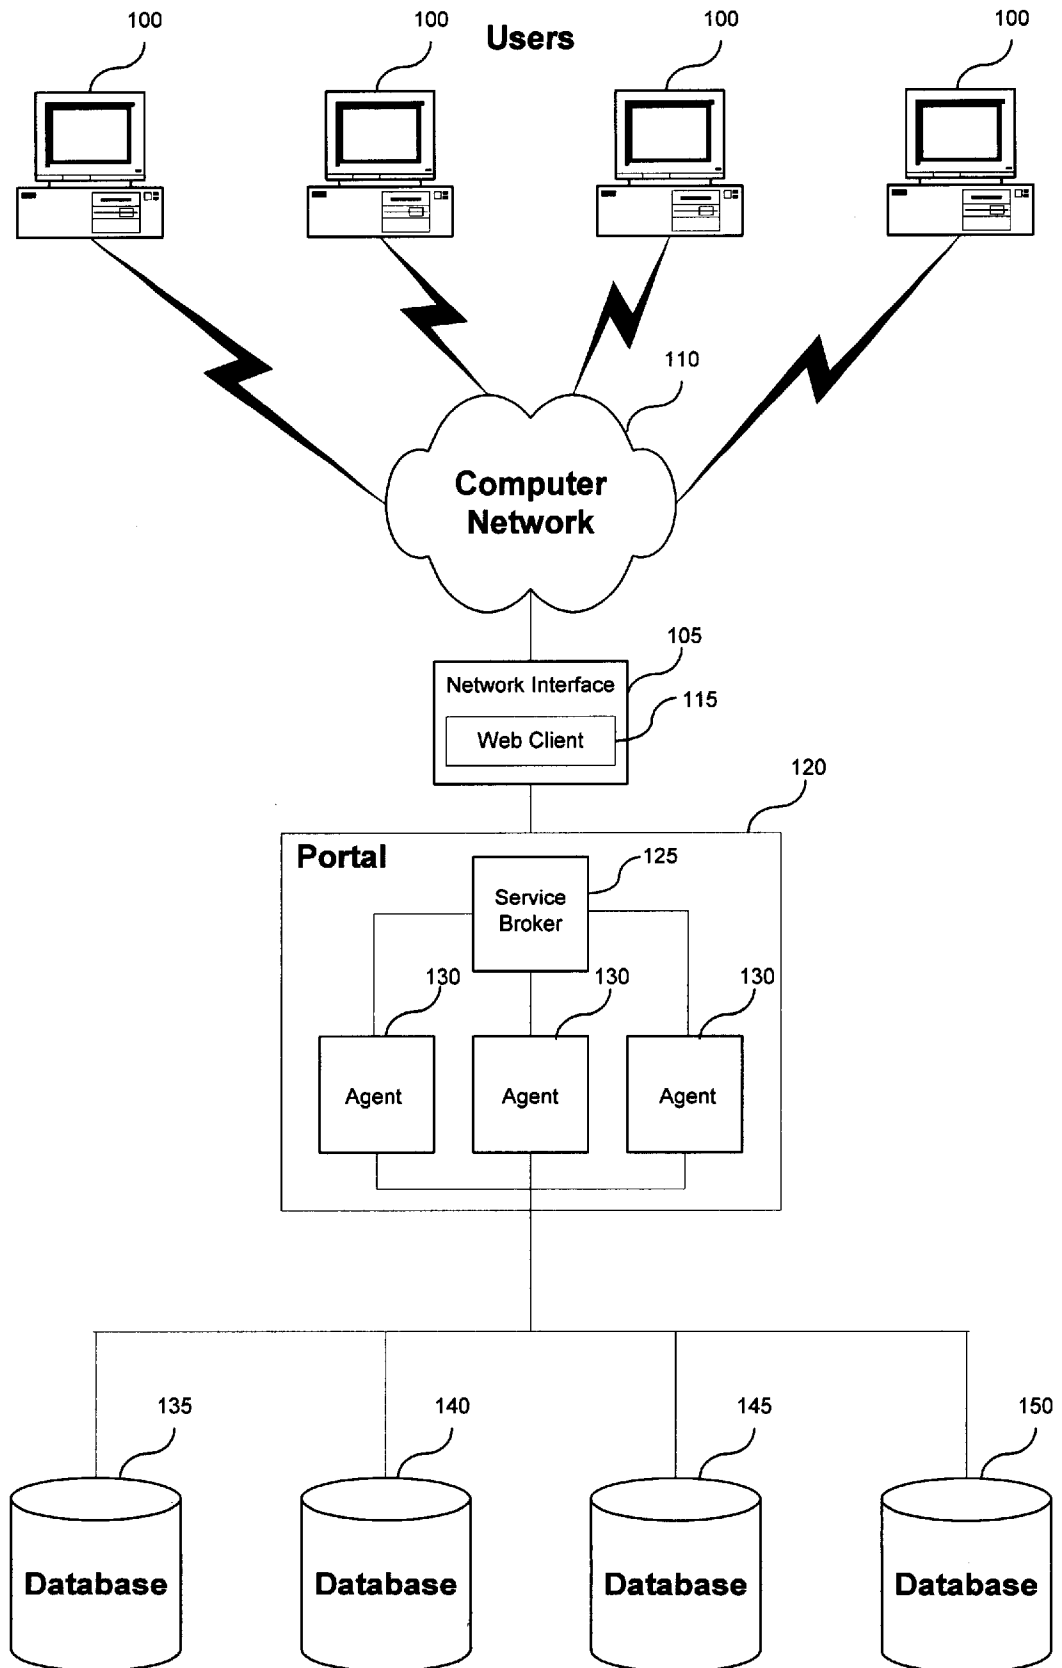 100
100
Users
100
100
110
Computer
Network
105
Network Interface
115
Web Client
120
Portal
125
Service
Broker
130
130
130
Agent
Agent
Agent
135
140
145
150
Database
Database
Database
Database